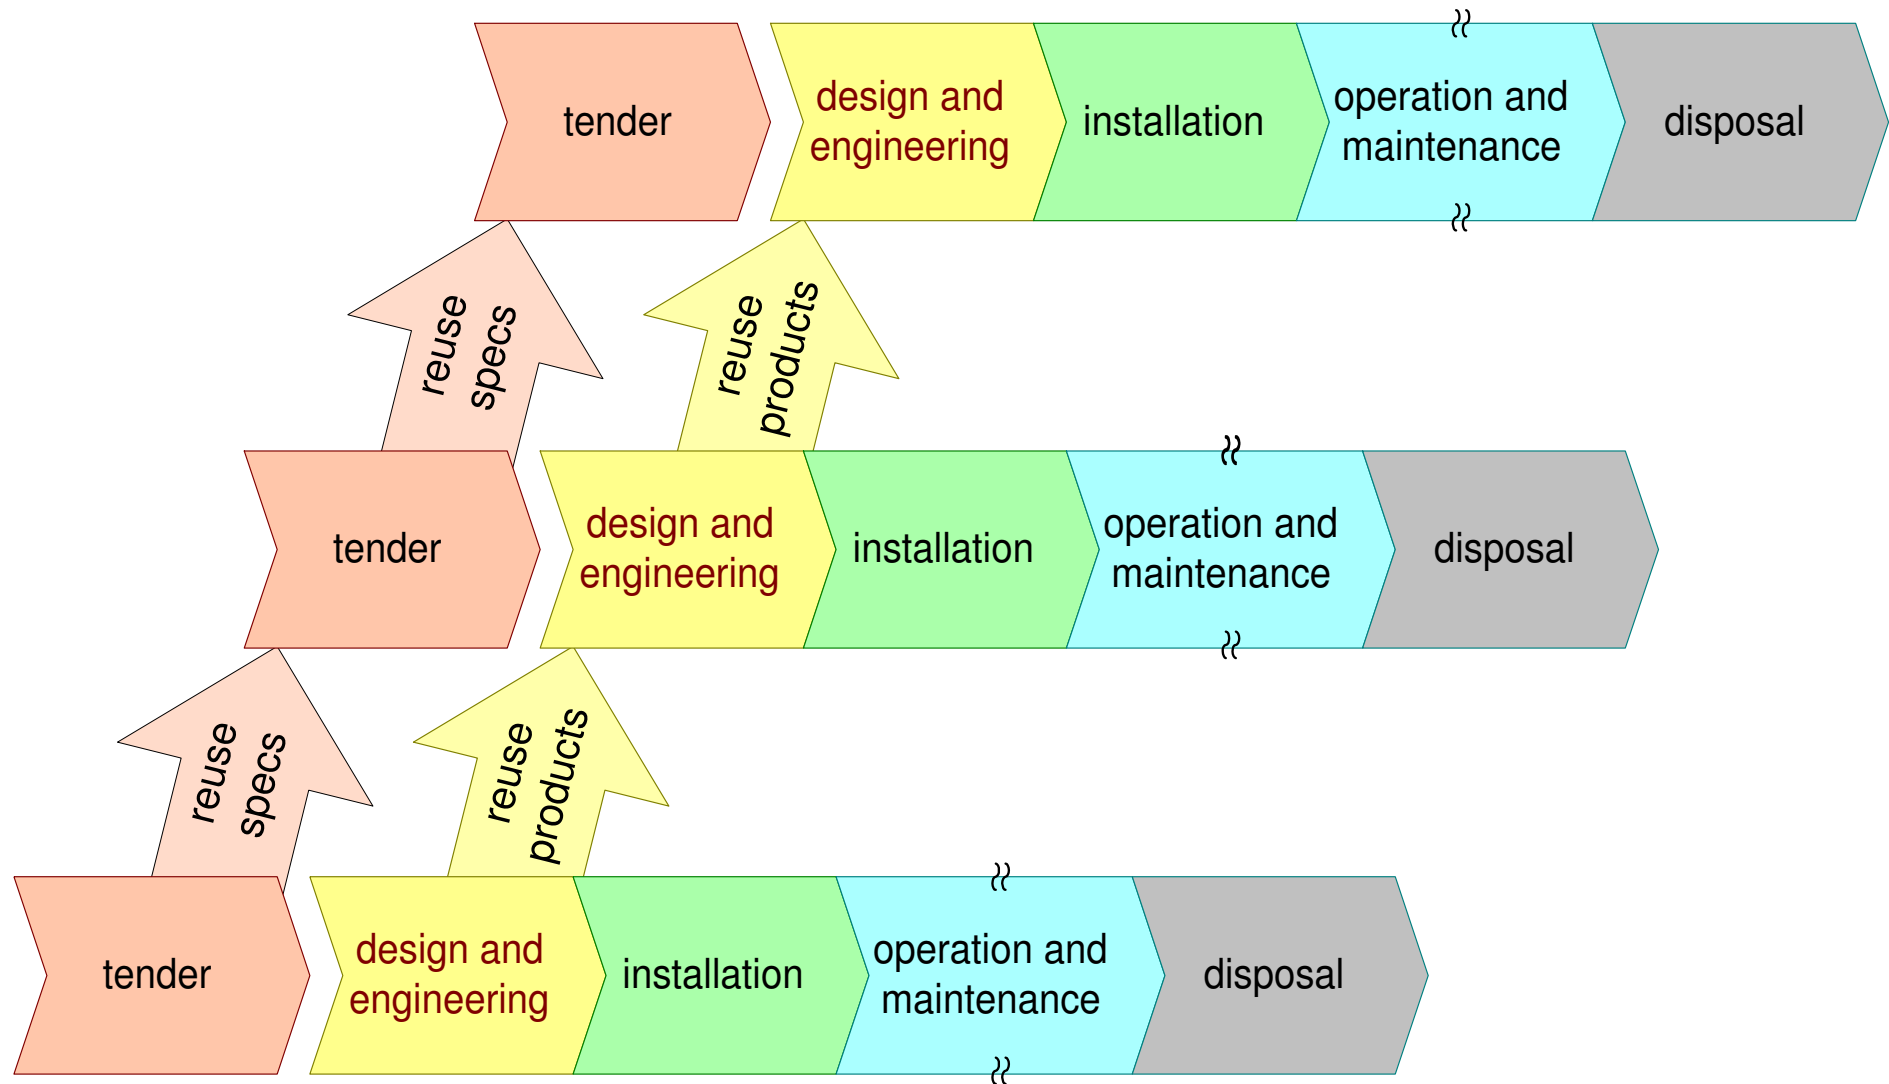 tender
design and
engineering
installation
operation and
maintenance
disposal
reuse
specs
reuse
products
tender
design and
engineering
installation
operation and
maintenance
disposal
reuse
specs
reuse
products
tender
design and
engineering
installation
operation and
maintenance
disposal